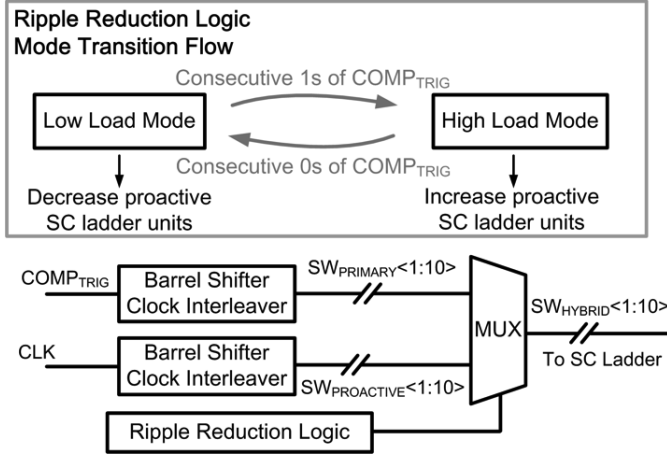 Ripple Reduction Logic
Mode Transition Flow
Consecutive 1s of COMPTRIG
Low Load Mode
High Load Mode
Consecutive 0s of COMPTRIG
Decrease proactive
SC ladder units
Increase proactive
SC ladder units
COMPTRIG
Barrel Shifter
Clock Interleaver
SWPRIMARY<1:10>
MUX
SWHYBRID<1:10>
To SC Ladder
CLK
Barrel Shifter
Clock Interleaver
SWPROACTIVE<1:10>
Ripple Reduction Logic